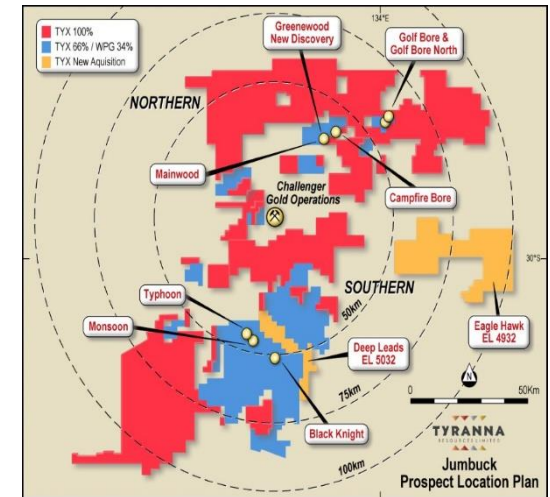 TYX 100%
TYX 66% / WPG 34%
TYX New Aquisition
134°E
Greenewood
New Discovery
Golf Bore &
Golf Bore North
NORTHERN
Mainwood
Challenger
Gold Operations
Campfire Bore
30°S
SOUTHERN
Typhoon
50km
Monsoon
Eagle Hawk
EL 4932
Deep Leads
EL 5032
75km
N
0
50Km
Black Knight
100km
TYRANNA
RESOURCES LIMITED
Jumbuck
Prospect Location Plan